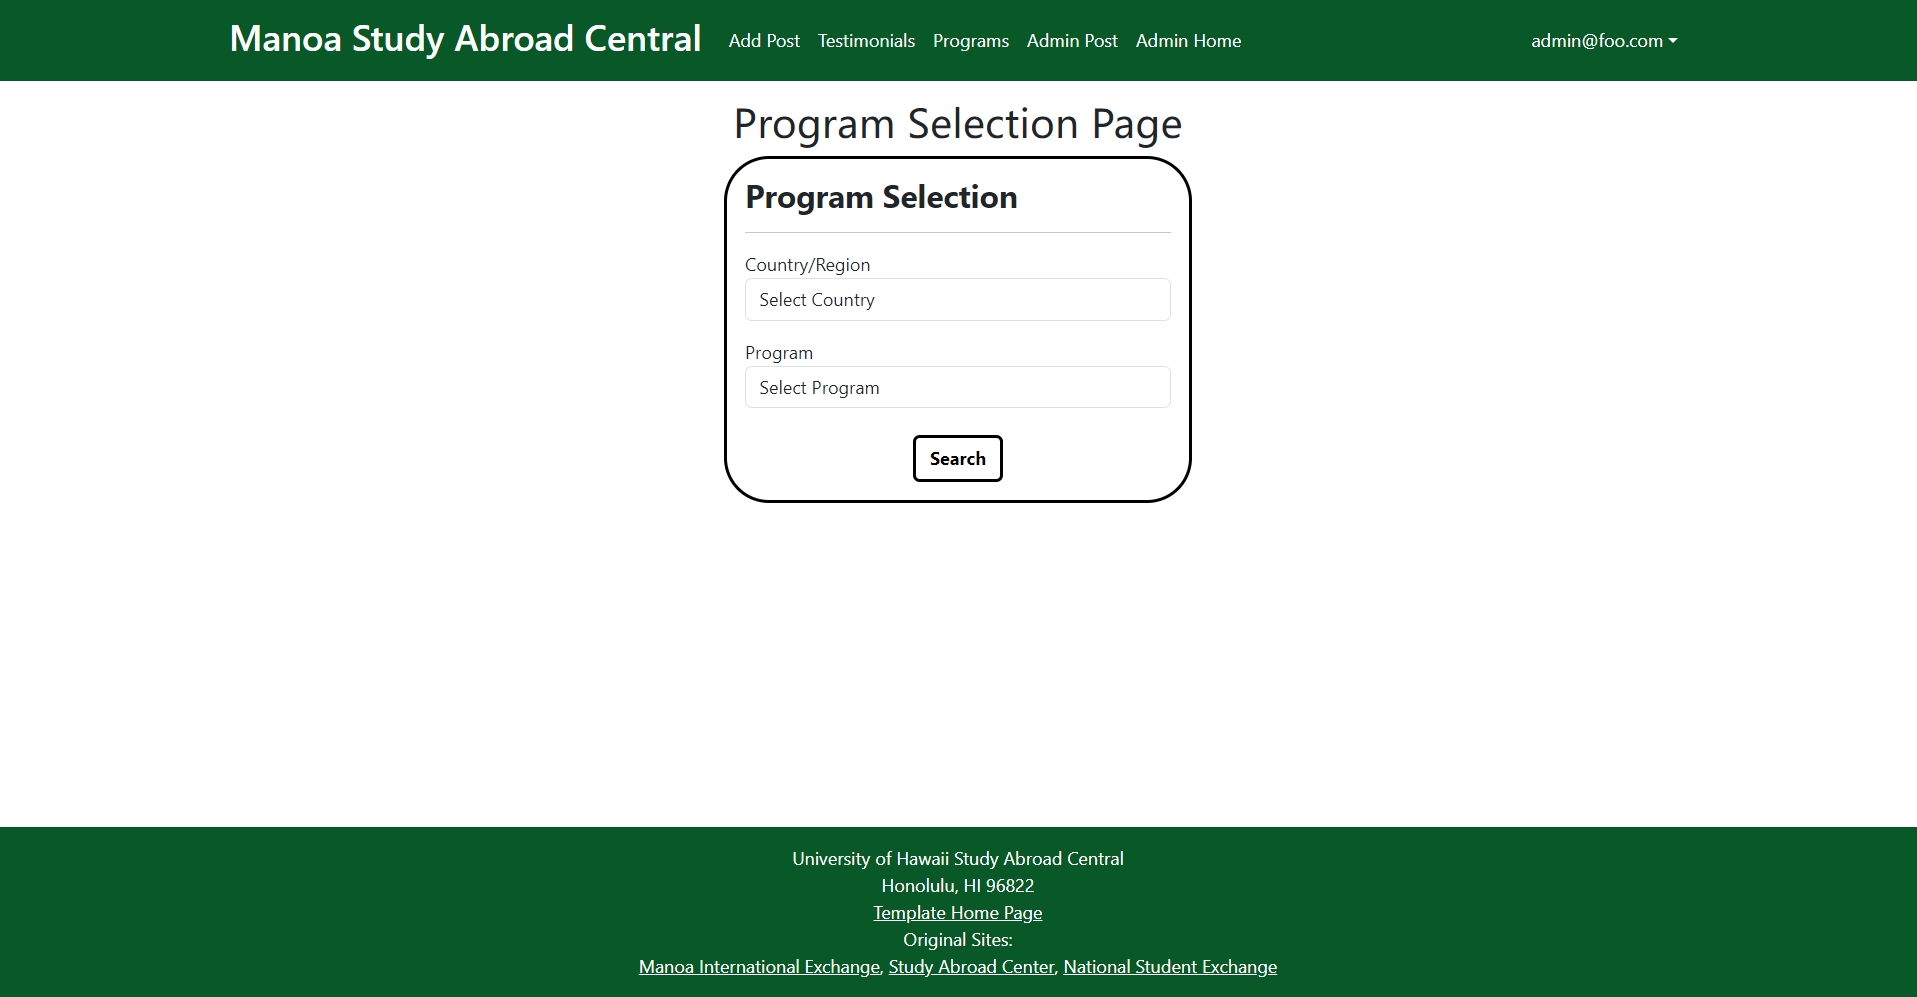 Manoa Study Abroad Central Add Post Testimonials Programs Admin Post Admin Home admin@foo.com
Program Selection Page
Program Selection
Country/Region
Select Country
Program
Select Program
Search
University of Hawaii Study Abroad Central
Honolulu, HI 96822
Template Home Page
Original Sites:
Manoa International Exchange, Study Abroad Center, National Student Exchange